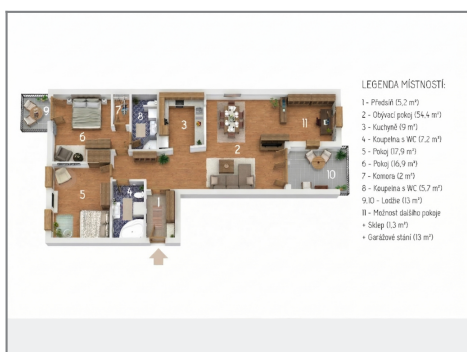 LEGENDA MÍSTNOSTÍ:
1 - Předsíň (5,2 m²)
2 - Obývací pokoj (54,4 m²)
3 - Kuchyně (9 m²)
4 - Koupelna s WC (7,2 m²)
5 - Pokoj (17,9 m²)
6 - Pokoj (16,9 m²)
7 - Komora (2 m²)
8 - Koupelna s WC (5,7 m²)
9,10 - Lodžie (13 m²)
11 - Možnost dalšího pokoje
+ Sklep (1,3 m²)
+ Garážové stání (13 m²)
9
7
8
3
11
6
2
10
5
4
1